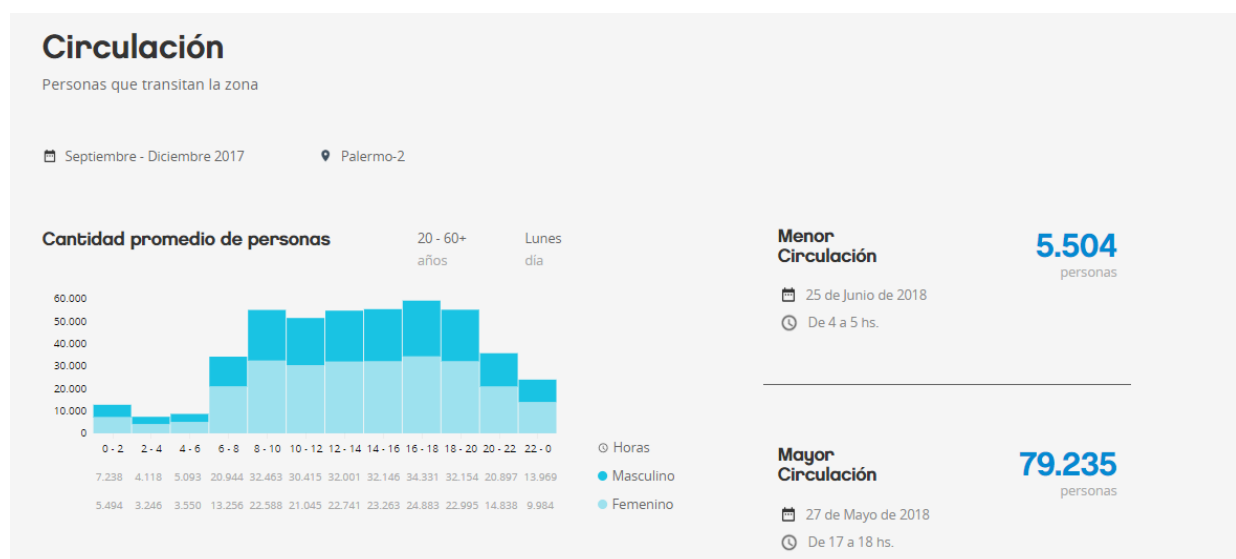 Circulación
Personas que transitan la zona
Septiembre - Diciembre 2017 Palermo-2
Cantidad promedio de personas
20 - 60+
años
Lunes
día
60.000
50.000
40.000
30.000
20.000
10.000
0
0 - 2 2 - 4 4 - 6 6 - 8 8 - 10 10 - 12 12 - 14 14 - 16 16 - 18 18 - 20 20 - 22 22 - 0 Horas
7.238 4.118 5.093 20.944 32.463 30.415 32.001 32.146 34.331 32.154 20.897 13.969 Masculino
5.494 3.246 3.550 13.256 22.588 21.045 22.741 23.263 24.883 22.995 14.838 9.984 Femenino
Menor
Circulación
5.504
personas
25 de Junio de 2018
De 4 a 5 hs.
Mayor
Circulación
79.235
personas
27 de Mayo de 2018
De 17 a 18 hs.